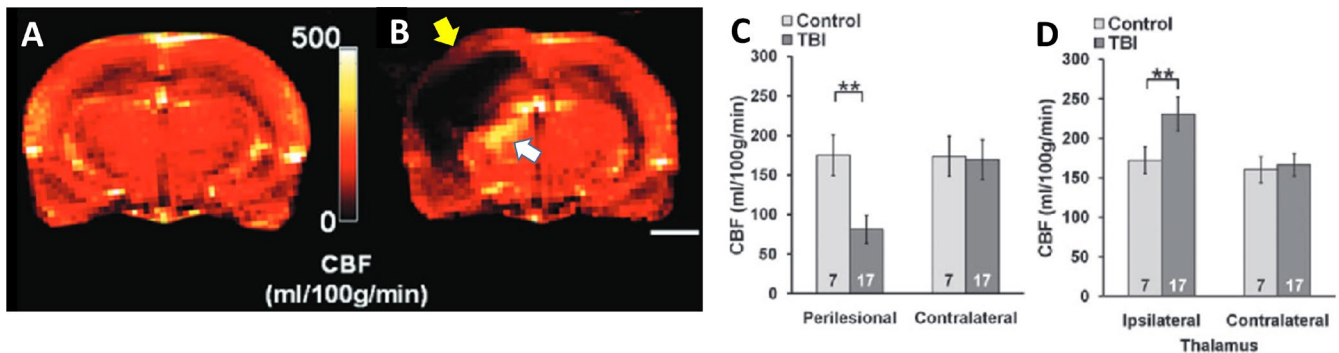 A
500
0
CBF
(ml/100g/min)
B
C
Control
TBI
CBF (ml/100g/min)
300
250
200
150
100
50
0
**
7 17 7 17
Perilesional Contralateral
D
Control
TBI
CBF (ml/100g/min)
300
250
200
150
100
50
0
**
7 17 7 17
Ipsilateral Contralateral
Thalamus